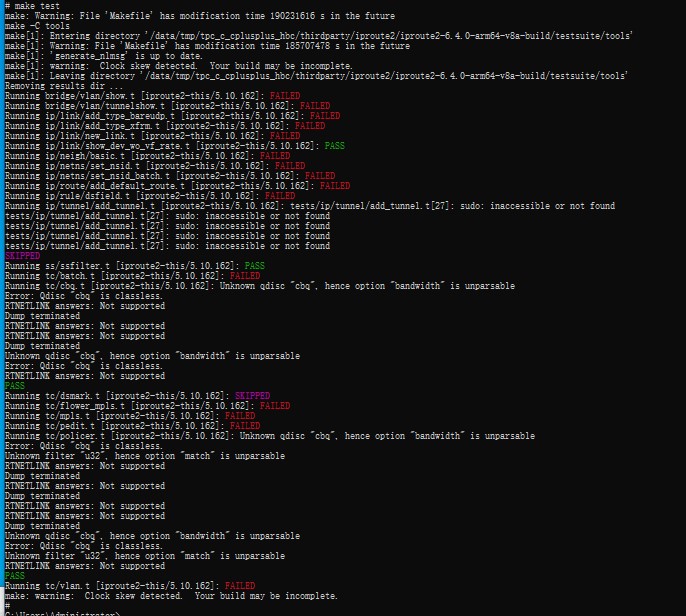 # make test
make: Warning: File 'Makefile' has modification time 190231616 s in the future
make -C tools
make[1]: Entering directory '/data/tmp/tpc_c_cplusplus_hbc/thirdparty/iproute2/iproute2-6.4.0-arm64-v8a-build/testsuite/tools'
make[1]: Warning: File 'Makefile' has modification time 185707478 s in the future
make[1]: 'generate_nlmsg' is up to date.
make[1]: warning:  Clock skew detected.  Your build may be incomplete.
make[1]: Leaving directory '/data/tmp/tpc_c_cplusplus_hbc/thirdparty/iproute2/iproute2-6.4.0-arm64-v8a-build/testsuite/tools'
Removing results dir ...
Running bridge/vlan/show.t [iproute2-this/5.10.162]: FAILED
Running bridge/vlan/tunnelshow.t [iproute2-this/5.10.162]: FAILED
Running ip/link/add_type_bareudp.t [iproute2-this/5.10.162]: FAILED
Running ip/link/add_type_xfrm.t [iproute2-this/5.10.162]: FAILED
Running ip/link/new_link.t [iproute2-this/5.10.162]: FAILED
Running ip/link/show_dev_wo_vf_rate.t [iproute2-this/5.10.162]: PASS
Running ip/neigh/basic.t [iproute2-this/5.10.162]: FAILED
Running ip/netns/set_nsid.t [iproute2-this/5.10.162]: FAILED
Running ip/netns/set_nsid_batch.t [iproute2-this/5.10.162]: FAILED
Running ip/route/add_default_route.t [iproute2-this/5.10.162]: FAILED
Running ip/rule/dsfield.t [iproute2-this/5.10.162]: FAILED
Running ip/tunnel/add_tunnel.t [iproute2-this/5.10.162]: tests/ip/tunnel/add_tunnel.t[27]: sudo: inaccessible or not found
tests/ip/tunnel/add_tunnel.t[27]: sudo: inaccessible or not found
tests/ip/tunnel/add_tunnel.t[27]: sudo: inaccessible or not found
tests/ip/tunnel/add_tunnel.t[27]: sudo: inaccessible or not found
tests/ip/tunnel/add_tunnel.t[27]: sudo: inaccessible or not found
SKIPPED
Running ss/ssfilter.t [iproute2-this/5.10.162]: PASS
Running tc/batch.t [iproute2-this/5.10.162]: FAILED
Running tc/cbq.t [iproute2-this/5.10.162]: Unknown qdisc "cbq", hence option "bandwidth" is unparsable
Error: Qdisc "cbq" is classless.
RTNETLINK answers: Not supported
Dump terminated
RTNETLINK answers: Not supported
RTNETLINK answers: Not supported
Dump terminated
Unknown qdisc "cbq", hence option "bandwidth" is unparsable
Error: Qdisc "cbq" is classless.
RTNETLINK answers: Not supported
PASS
Running tc/dsmark.t [iproute2-this/5.10.162]: SKIPPED
Running tc/flower_mpls.t [iproute2-this/5.10.162]: FAILED
Running tc/mpls.t [iproute2-this/5.10.162]: FAILED
Running tc/pedit.t [iproute2-this/5.10.162]: FAILED
Running tc/policer.t [iproute2-this/5.10.162]: Unknown qdisc "cbq", hence option "bandwidth" is unparsable
Error: Qdisc "cbq" is classless.
Unknown filter "u32", hence option "match" is unparsable
RTNETLINK answers: Not supported
Dump terminated
RTNETLINK answers: Not supported
Dump terminated
RTNETLINK answers: Not supported
RTNETLINK answers: Not supported
Dump terminated
Unknown qdisc "cbq", hence option "bandwidth" is unparsable
Error: Qdisc "cbq" is classless.
Unknown filter "u32", hence option "match" is unparsable
RTNETLINK answers: Not supported
PASS
Running tc/vlan.t [iproute2-this/5.10.162]: FAILED
make: warning:  Clock skew detected.  Your build may be incomplete.
#
C:\Users\Administrator>